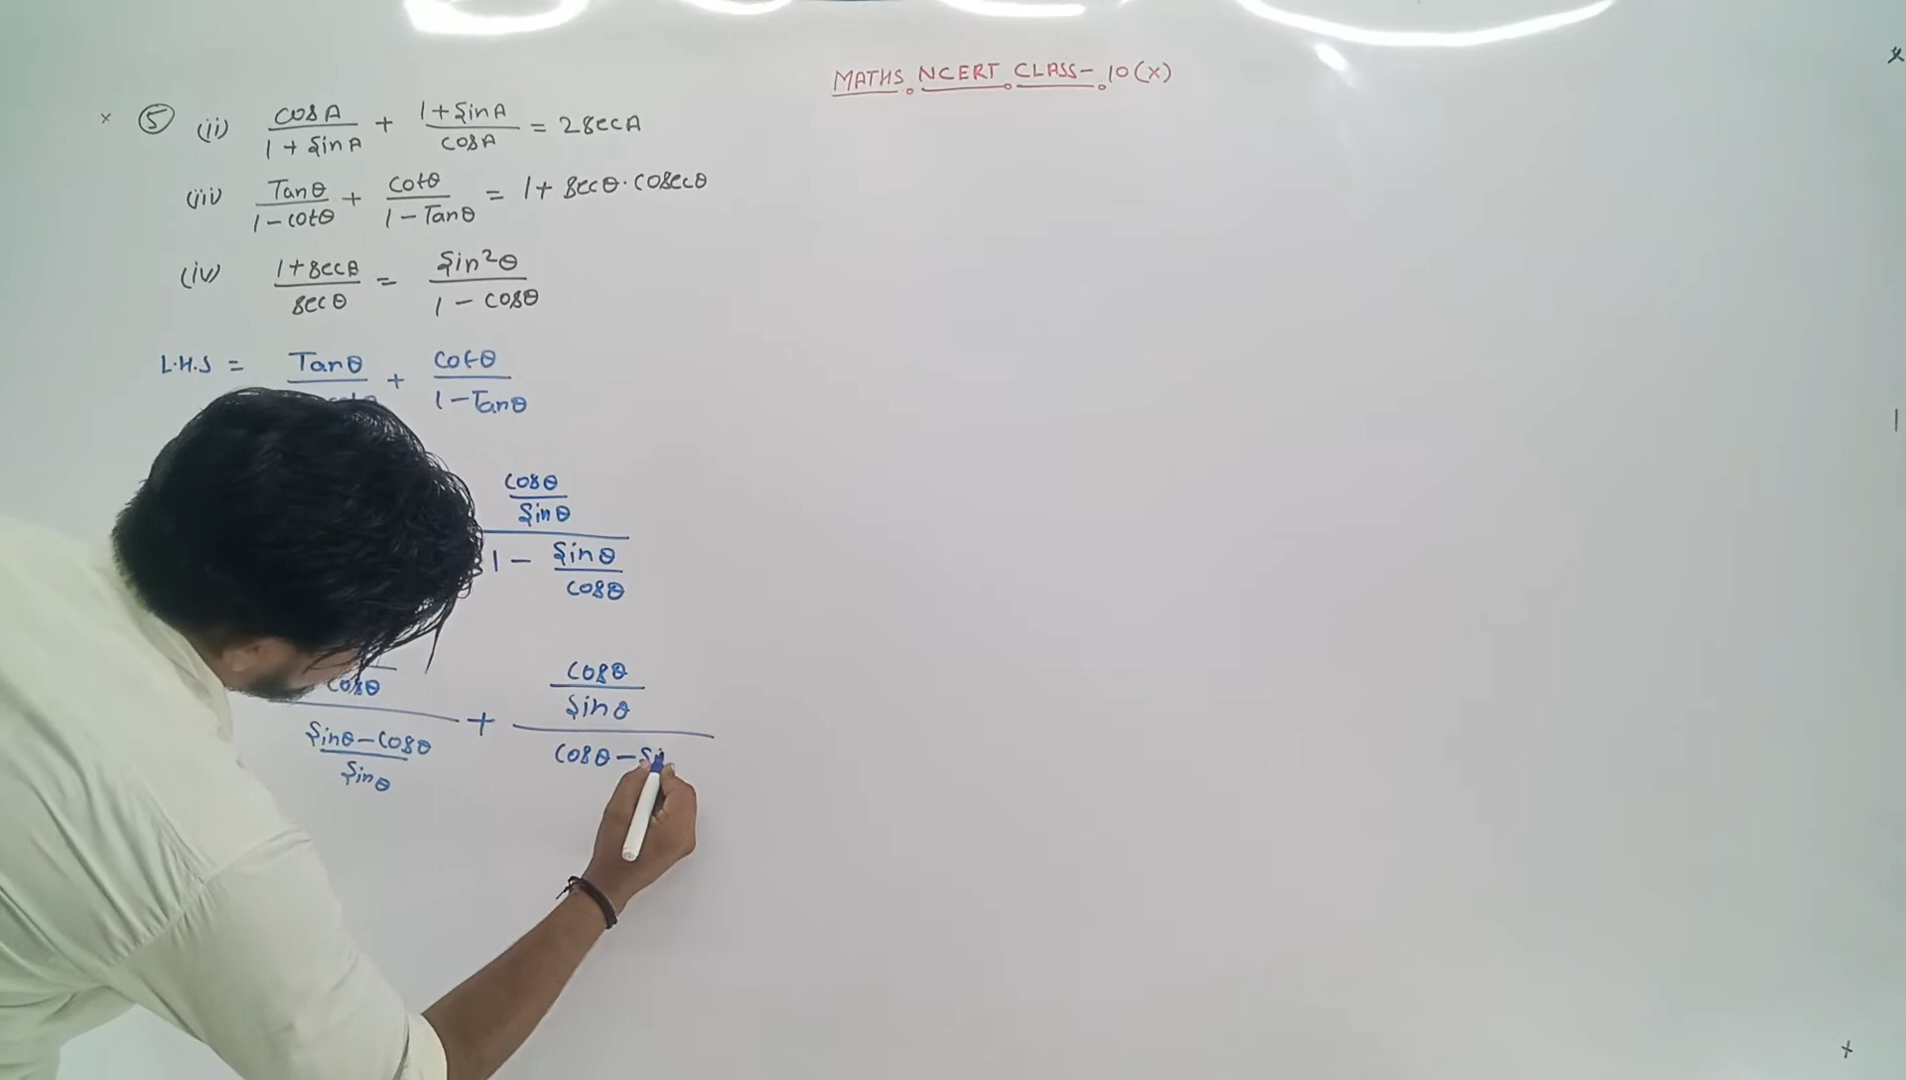 MATHS NCERT CLASS - 10 (X)
× 5 (ii) cosA / (1 + SinA) + (1 + SinA) / cosA = 2secA
(iii) Tanθ / (1 - cotθ) + cotθ / (1 - Tanθ) = 1 + secθ · cosecθ
(iv) (1 + secθ) / secθ = Sin²θ / (1 - cosθ)
L.H.S = Tanθ + cotθ / (1 - Tanθ)
cosθ / Sinθ
1 - Sinθ / cosθ
cosθ cosθ / Sinθ
+
(Sinθ - cosθ) / Sinθ cosθ - Si